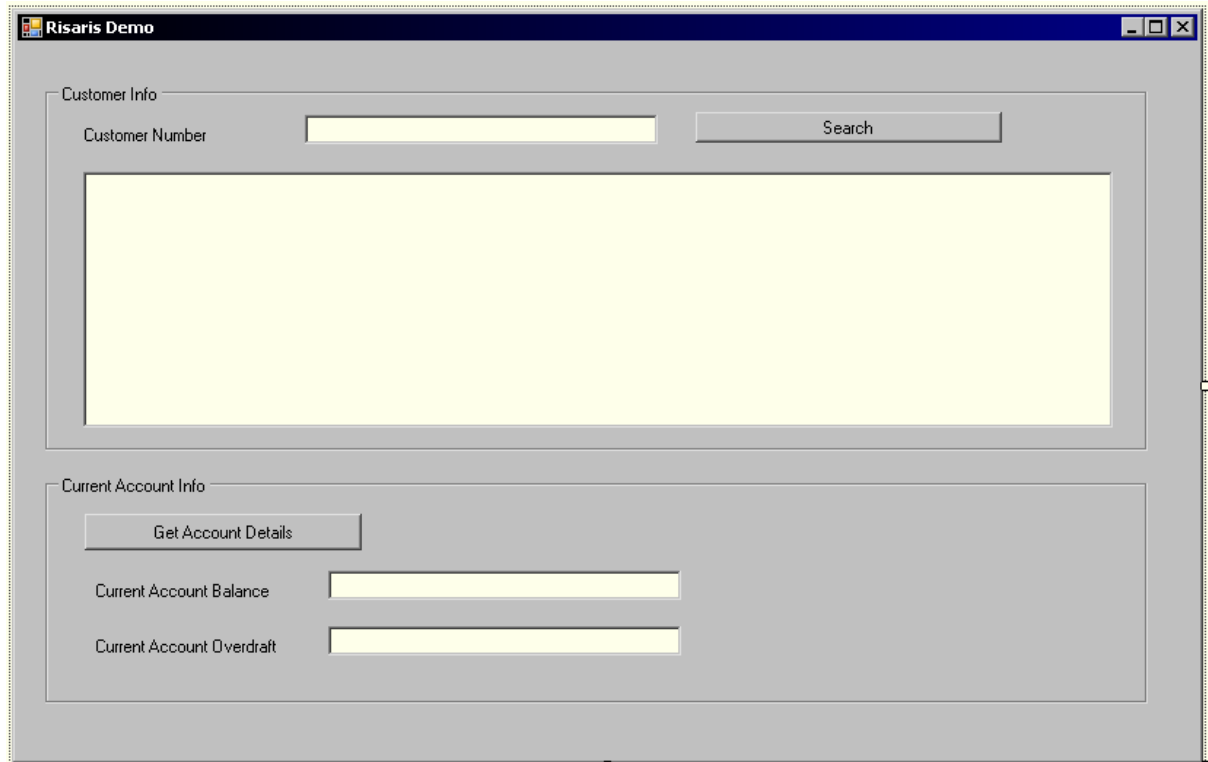 Risaris Demo
Customer Info
Customer Number
Search
Current Account Info
Get Account Details
Current Account Balance
Current Account Overdraft